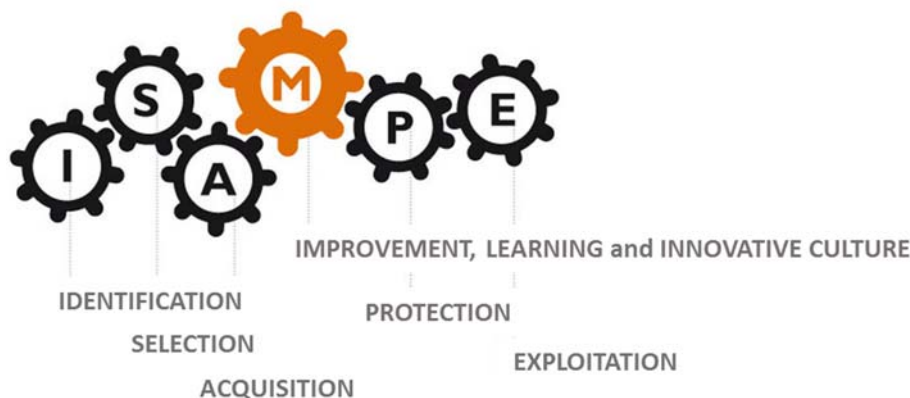 I S A M P E
IMPROVEMENT, LEARNING and INNOVATIVE CULTURE
IDENTIFICATION
PROTECTION
SELECTION
EXPLOITATION
ACQUISITION